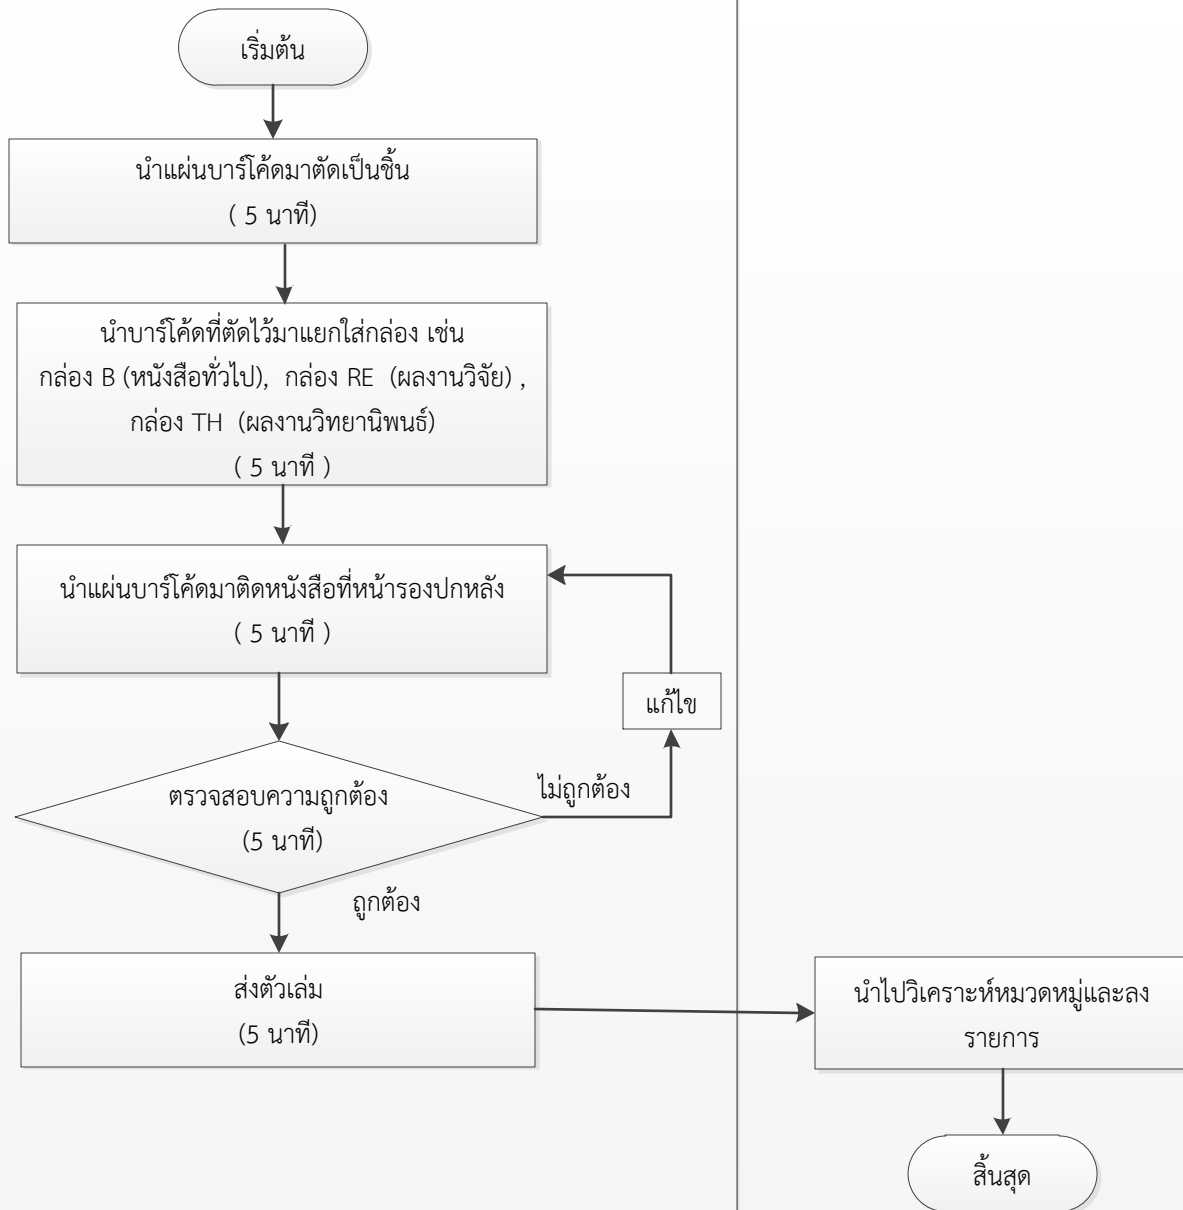 เริ่มต้น
นำแผ่นบาร์โค้ดมาตัดเป็นชิ้น
( 5 นาที)
นำบาร์โค้ดที่ตัดไว้มาแยกใส่กล่อง เช่น
กล่อง B (หนังสือทั่วไป), กล่อง RE (ผลงานวิจัย) ,
กล่อง TH (ผลงานวิทยานิพนธ์)
( 5 นาที )
นำแผ่นบาร์โค้ดมาติดหนังสือที่หน้ารองปกหลัง
( 5 นาที )
แก้ไข
ตรวจสอบความถูกต้อง
(5 นาที)
ไม่ถูกต้อง
ถูกต้อง
ส่งตัวเล่ม
(5 นาที)
นำไปวิเคราะห์หมวดหมู่และลง
รายการ
สิ้นสุด